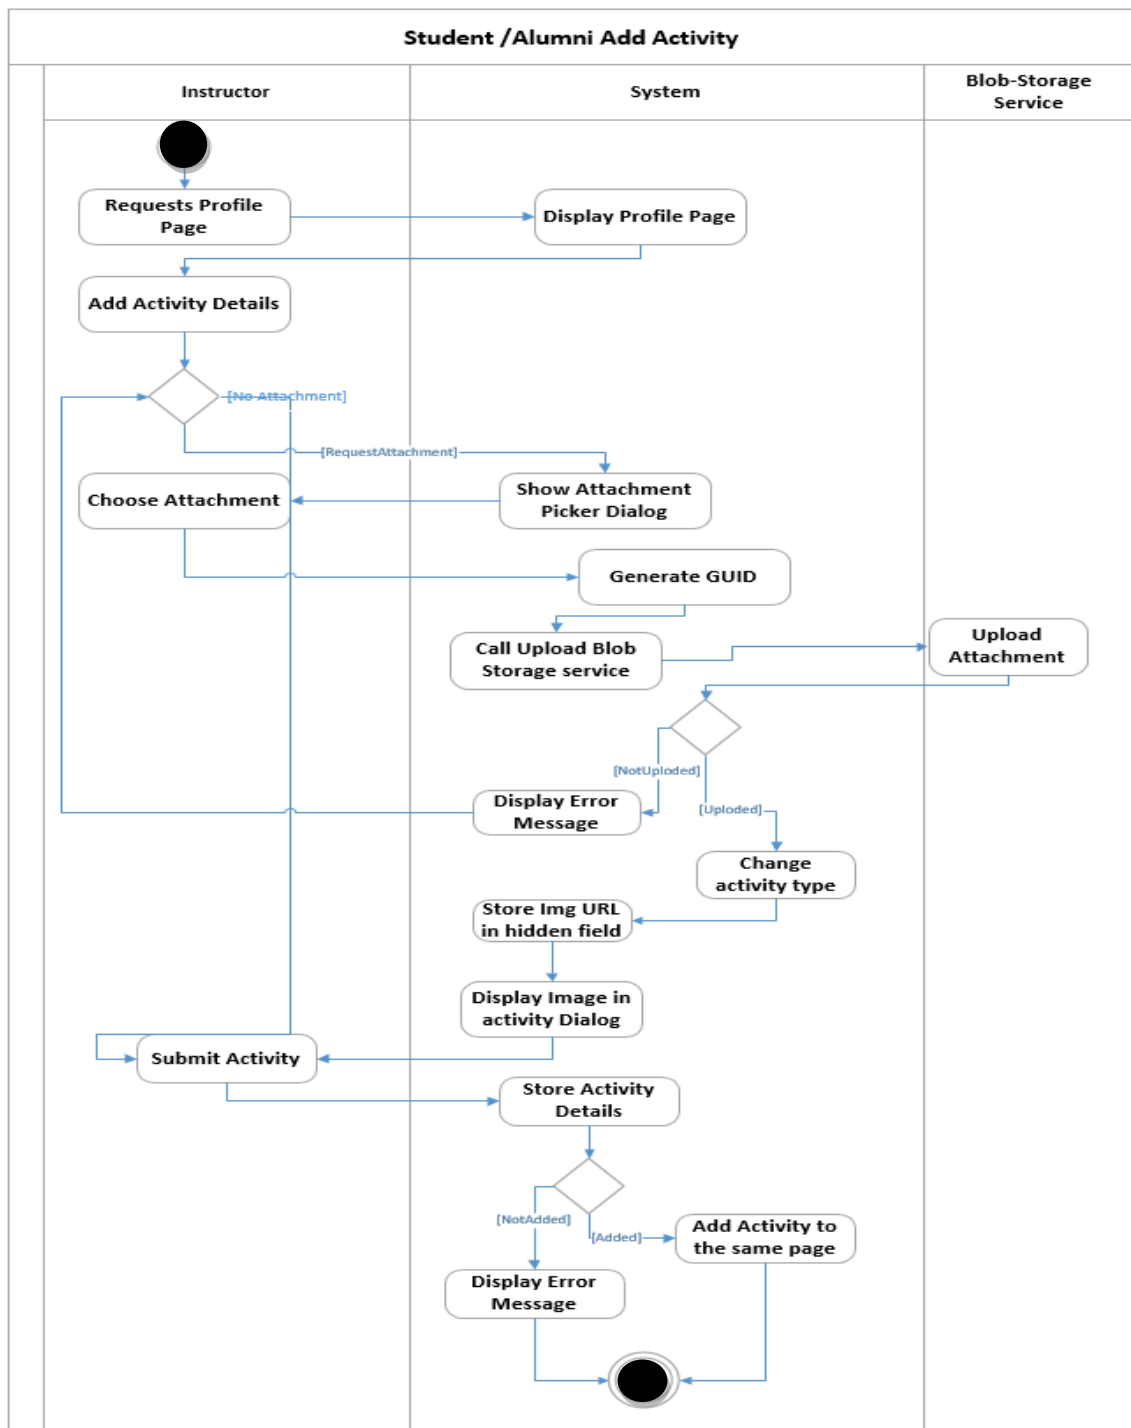 Student /Alumni Add Activity
Instructor
System
Blob-Storage
Service
Requests Profile
Page
Display Profile Page
Add Activity Details
[No Attachment]
[RequestAttachment]
Choose Attachment
Show Attachment
Picker Dialog
Generate GUID
Call Upload Blob
Storage service
Upload
Attachment
[NotUploded]
[Uploded]
Display Error
Message
Change
activity type
Store Img URL
in hidden field
Display Image in
activity Dialog
Submit Activity
Store Activity
Details
[NotAdded]
[Added]
Add Activity to
the same page
Display Error
Message